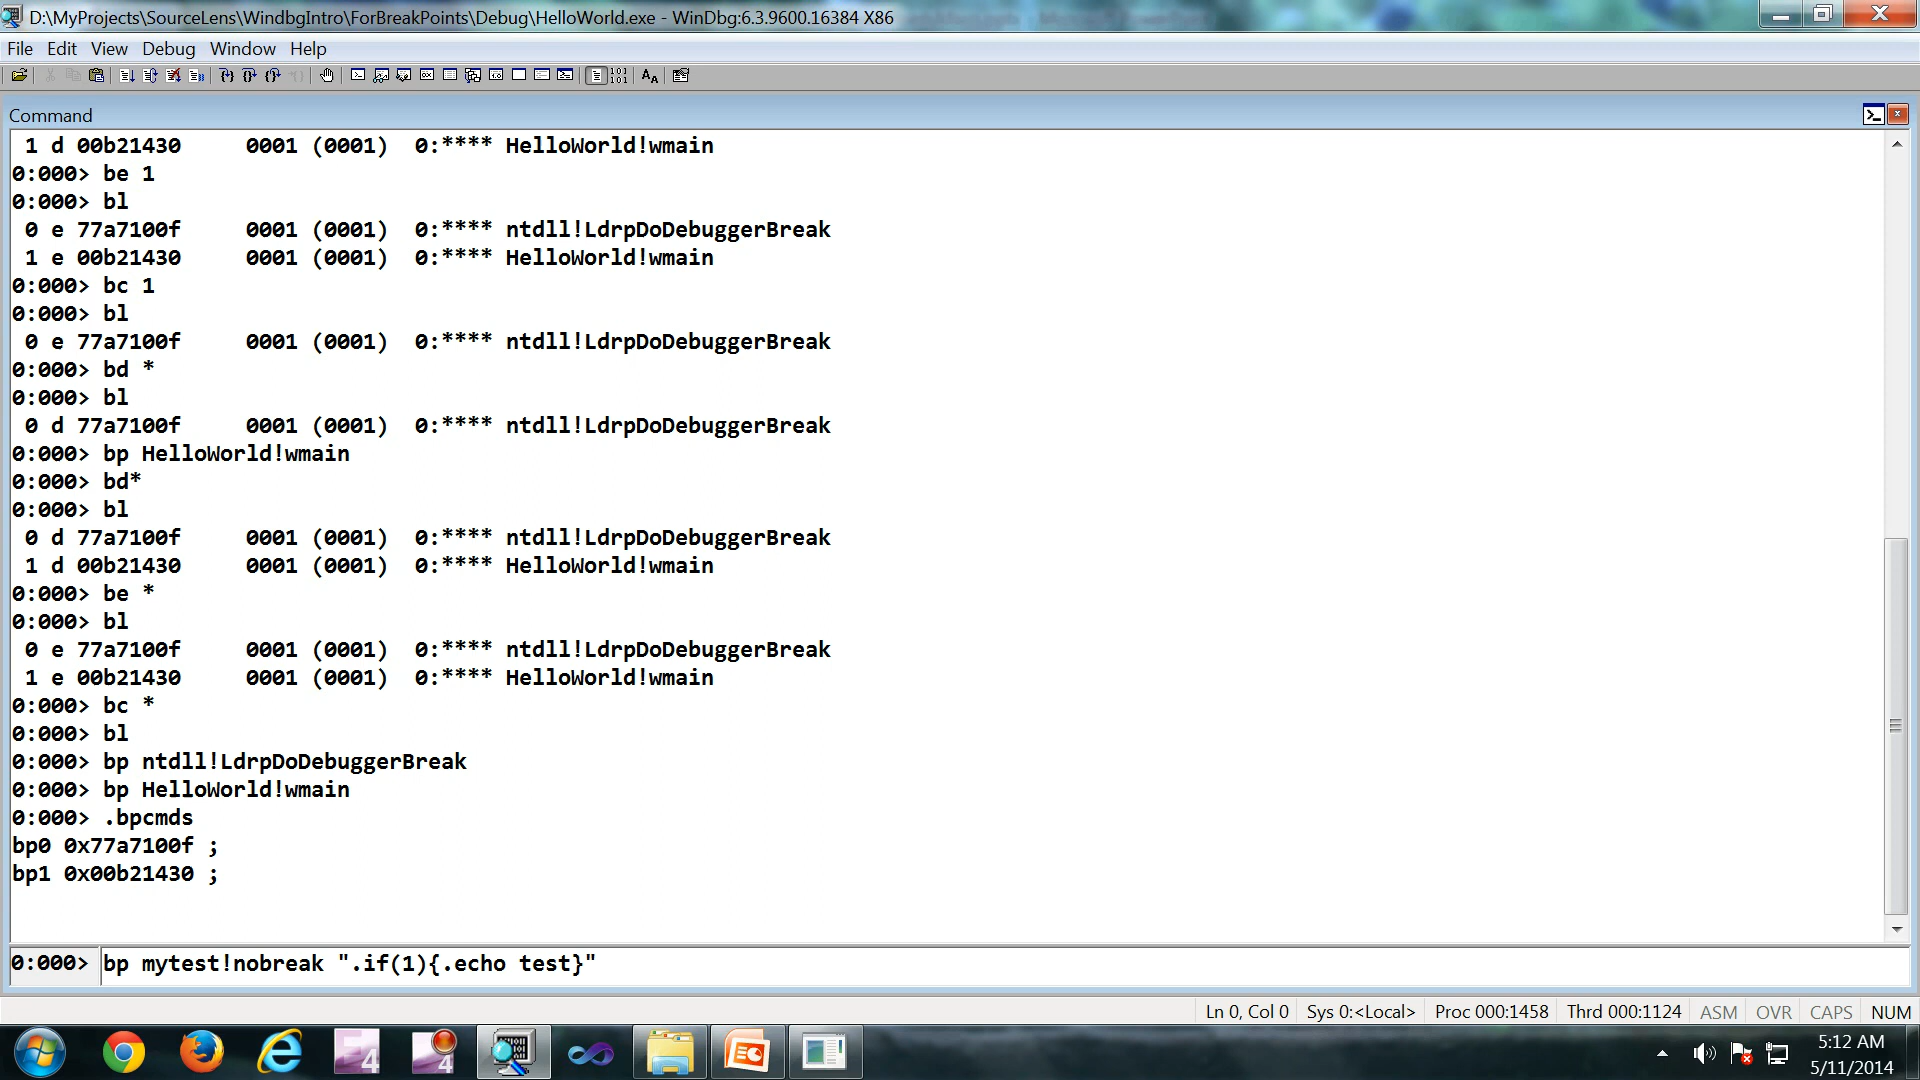 D:\MyProjects\SourceLens\WindbgIntro\ForBreakPoints\Debug\HelloWorld.exe - WinDbg:6.3.9600.16384 X86
File Edit View Debug Window Help
Command
1 d 00b21430 0001 (0001) 0:**** HelloWorld!wmain
0:000> be 1
0:000> bl
0 e 77a7100f 0001 (0001) 0:**** ntdll!LdrpDoDebuggerBreak
1 e 00b21430 0001 (0001) 0:**** HelloWorld!wmain
0:000> bc 1
0:000> bl
0 e 77a7100f 0001 (0001) 0:**** ntdll!LdrpDoDebuggerBreak
0:000> bd *
0:000> bl
0 d 77a7100f 0001 (0001) 0:**** ntdll!LdrpDoDebuggerBreak
0:000> bp HelloWorld!wmain
0:000> bd*
0:000> bl
0 d 77a7100f 0001 (0001) 0:**** ntdll!LdrpDoDebuggerBreak
1 d 00b21430 0001 (0001) 0:**** HelloWorld!wmain
0:000> be *
0:000> bl
0 e 77a7100f 0001 (0001) 0:**** ntdll!LdrpDoDebuggerBreak
1 e 00b21430 0001 (0001) 0:**** HelloWorld!wmain
0:000> bc *
0:000> bl
0:000> bp ntdll!LdrpDoDebuggerBreak
0:000> bp HelloWorld!wmain
0:000> .bpcmds
bp0 0x77a7100f ;
bp1 0x00b21430 ;
0:000> bp mytest!nobreak ".if(1){.echo test}"
Ln 0, Col 0 Sys 0:<Local> Proc 000:1458 Thrd 000:1124 ASM OVR CAPS NUM
5:12 AM
5/11/2014